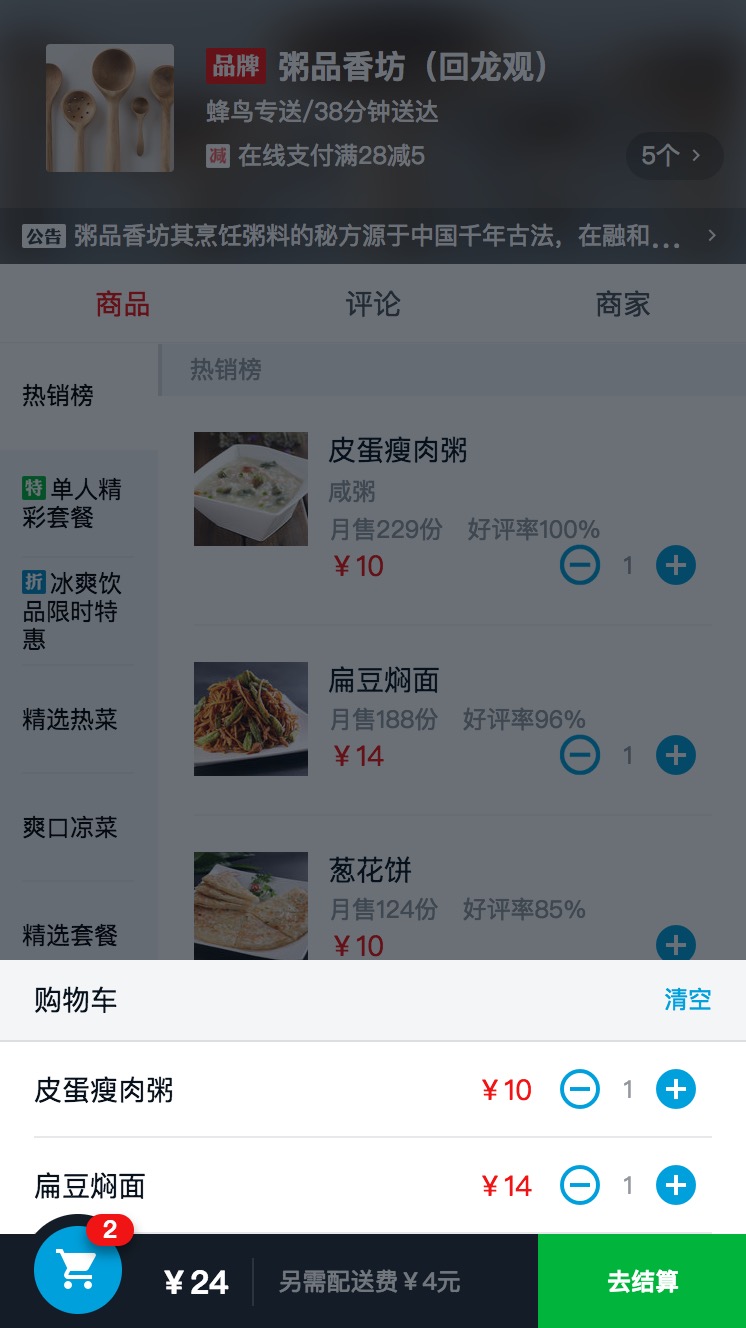 品牌 粥品香坊（回龙观）
蜂鸟专送/38分钟送达
减 在线支付满28减5
5个 >
公告 粥品香坊其烹饪粥料的秘方源于中国千年古法，在融和... >
商品 评论 商家
热销榜
热销榜
特 单人精
彩套餐
折 冰爽饮
品限时特
惠
精选热菜
爽口凉菜
精选套餐
皮蛋瘦肉粥
咸粥
月售229份 好评率100%
￥10 1
扁豆焖面
月售188份 好评率96%
￥14 1
葱花饼
月售124份 好评率85%
￥10
购物车 清空
皮蛋瘦肉粥 ￥10 1
扁豆焖面 ￥14 1
2
￥24 另需配送费￥4元 去结算